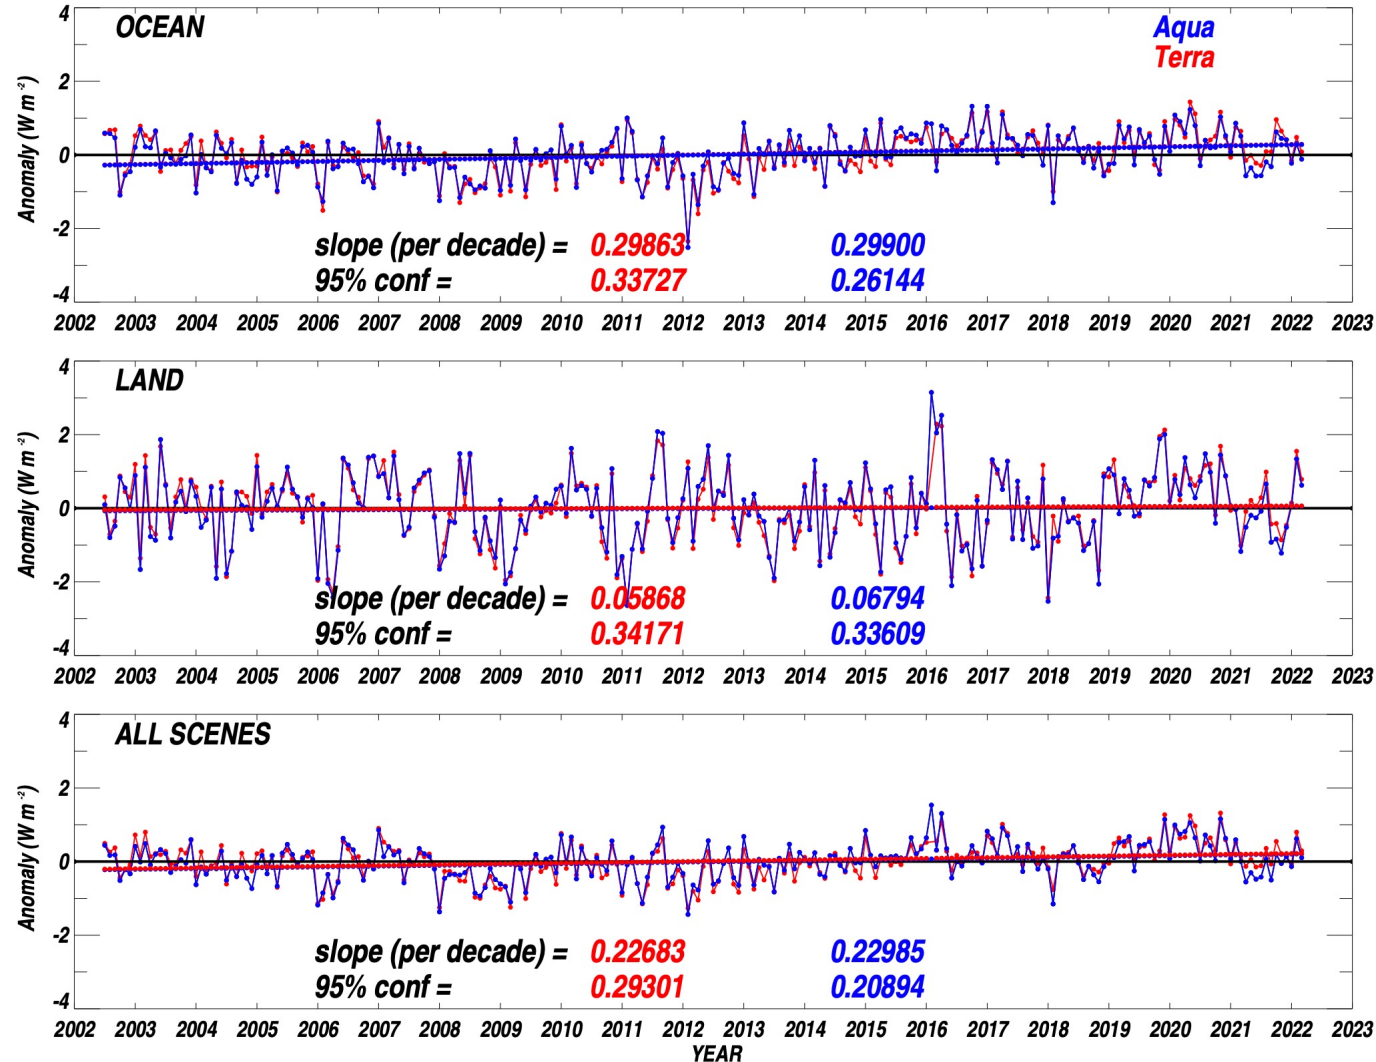 4
OCEAN
Aqua
Terra
2
0
-2
-4
Anomaly (W m⁻²)
slope (per decade) = 0.29863 0.29900
95% conf = 0.33727 0.26144
2002 2003 2004 2005 2006 2007 2008 2009 2010 2011 2012 2013 2014 2015 2016 2017 2018 2019 2020 2021 2022 2023
4
LAND
2
0
-2
-4
Anomaly (W m⁻²)
slope (per decade) = 0.05868 0.06794
95% conf = 0.34171 0.33609
2002 2003 2004 2005 2006 2007 2008 2009 2010 2011 2012 2013 2014 2015 2016 2017 2018 2019 2020 2021 2022 2023
4
ALL SCENES
2
0
-2
-4
Anomaly (W m⁻²)
slope (per decade) = 0.22683 0.22985
95% conf = 0.29301 0.20894
2002 2003 2004 2005 2006 2007 2008 2009 2010 2011 2012 2013 2014 2015 2016 2017 2018 2019 2020 2021 2022 2023
YEAR